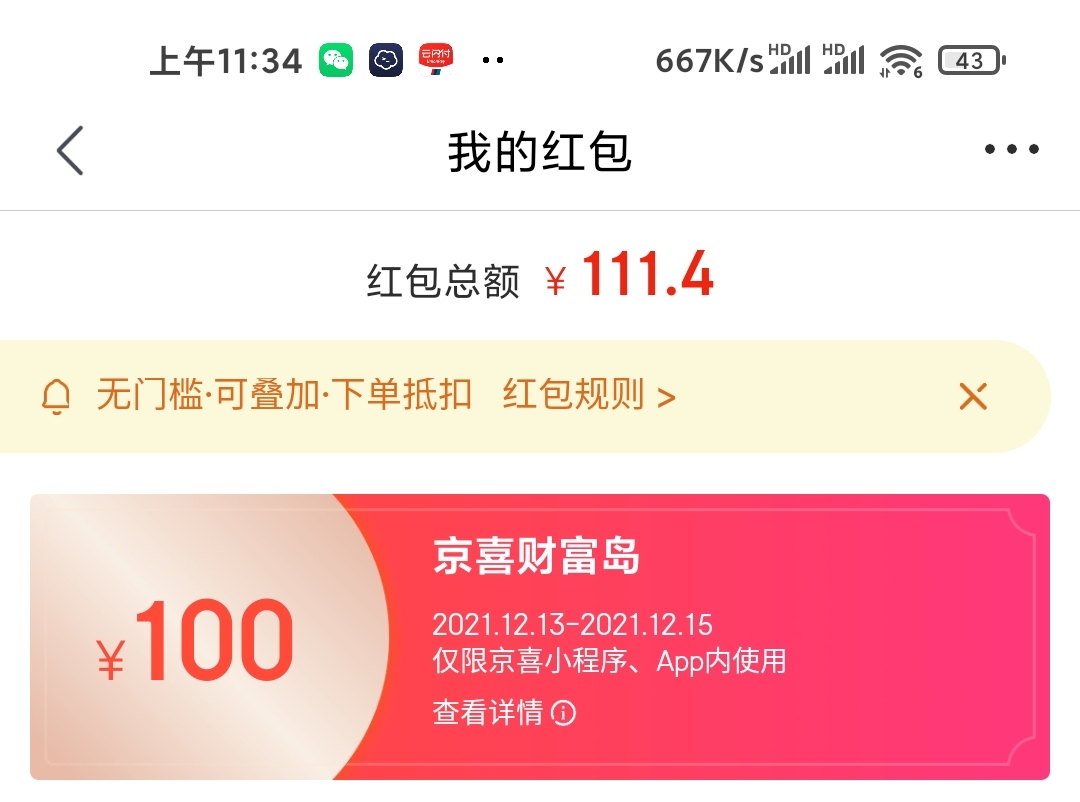 上午11:34 云闪付 UnionPay 667K/s HD HD 6 43
我的红包
红包总额 ¥ 111.4
无门槛·可叠加·下单抵扣 红包规则 >
¥100
京喜财富岛
2021.12.13-2021.12.15
仅限京喜小程序、App内使用
查看详情